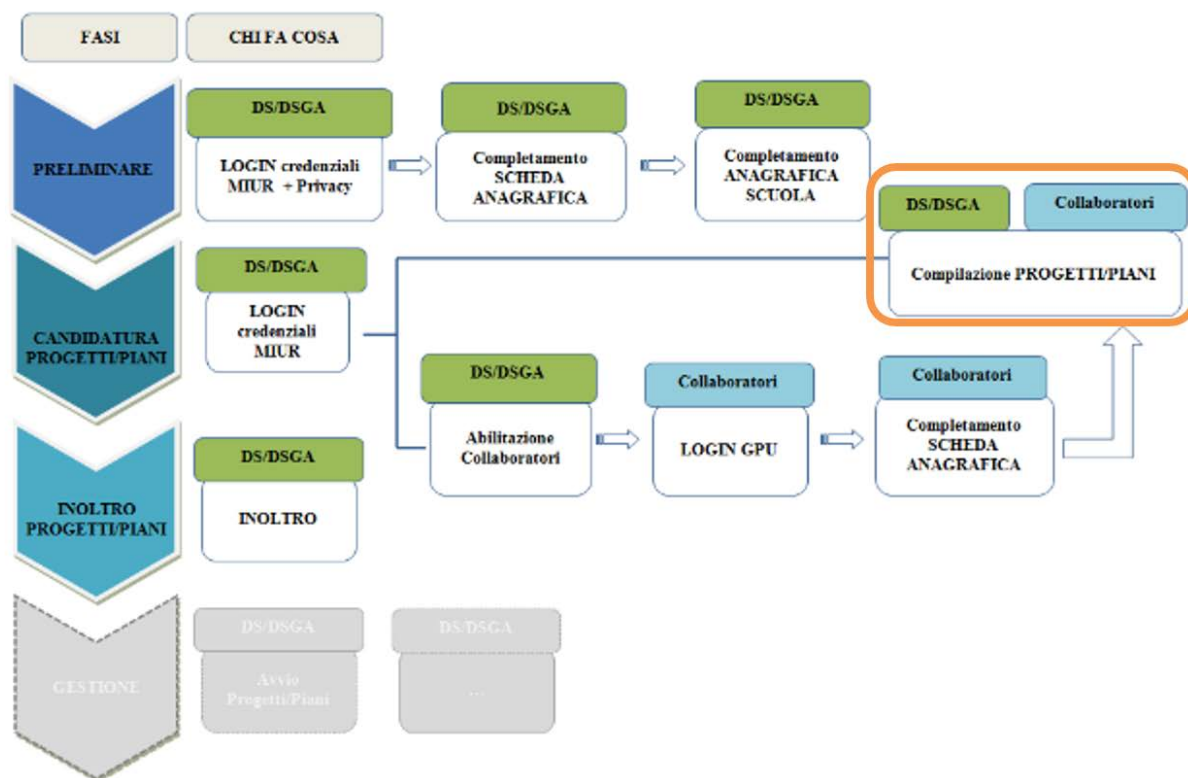 FASI
CHI FA COSA
PRELIMINARE
DS/DSGA
LOGIN credenziali
MIUR + Privacy
DS/DSGA
Completamento
SCHEDA
ANAGRAFICA
DS/DSGA
Completamento
ANAGRAFICA
SCUOLA
DS/DSGA
Collaboratori
Compilazione PROGETTI/PIANI
CANDIDATURA
PROGETTI/PIANI
DS/DSGA
LOGIN
credenziali
MIUR
DS/DSGA
Abilitazione
Collaboratori
Collaboratori
LOGIN GPU
Collaboratori
Completamento
SCHEDA
ANAGRAFICA
INOLTRO
PROGETTI/PIANI
DS/DSGA
INOLTRO
GESTIONE
DS/DSGA
Avvio
Progetti/Piani
DS/DSGA
...